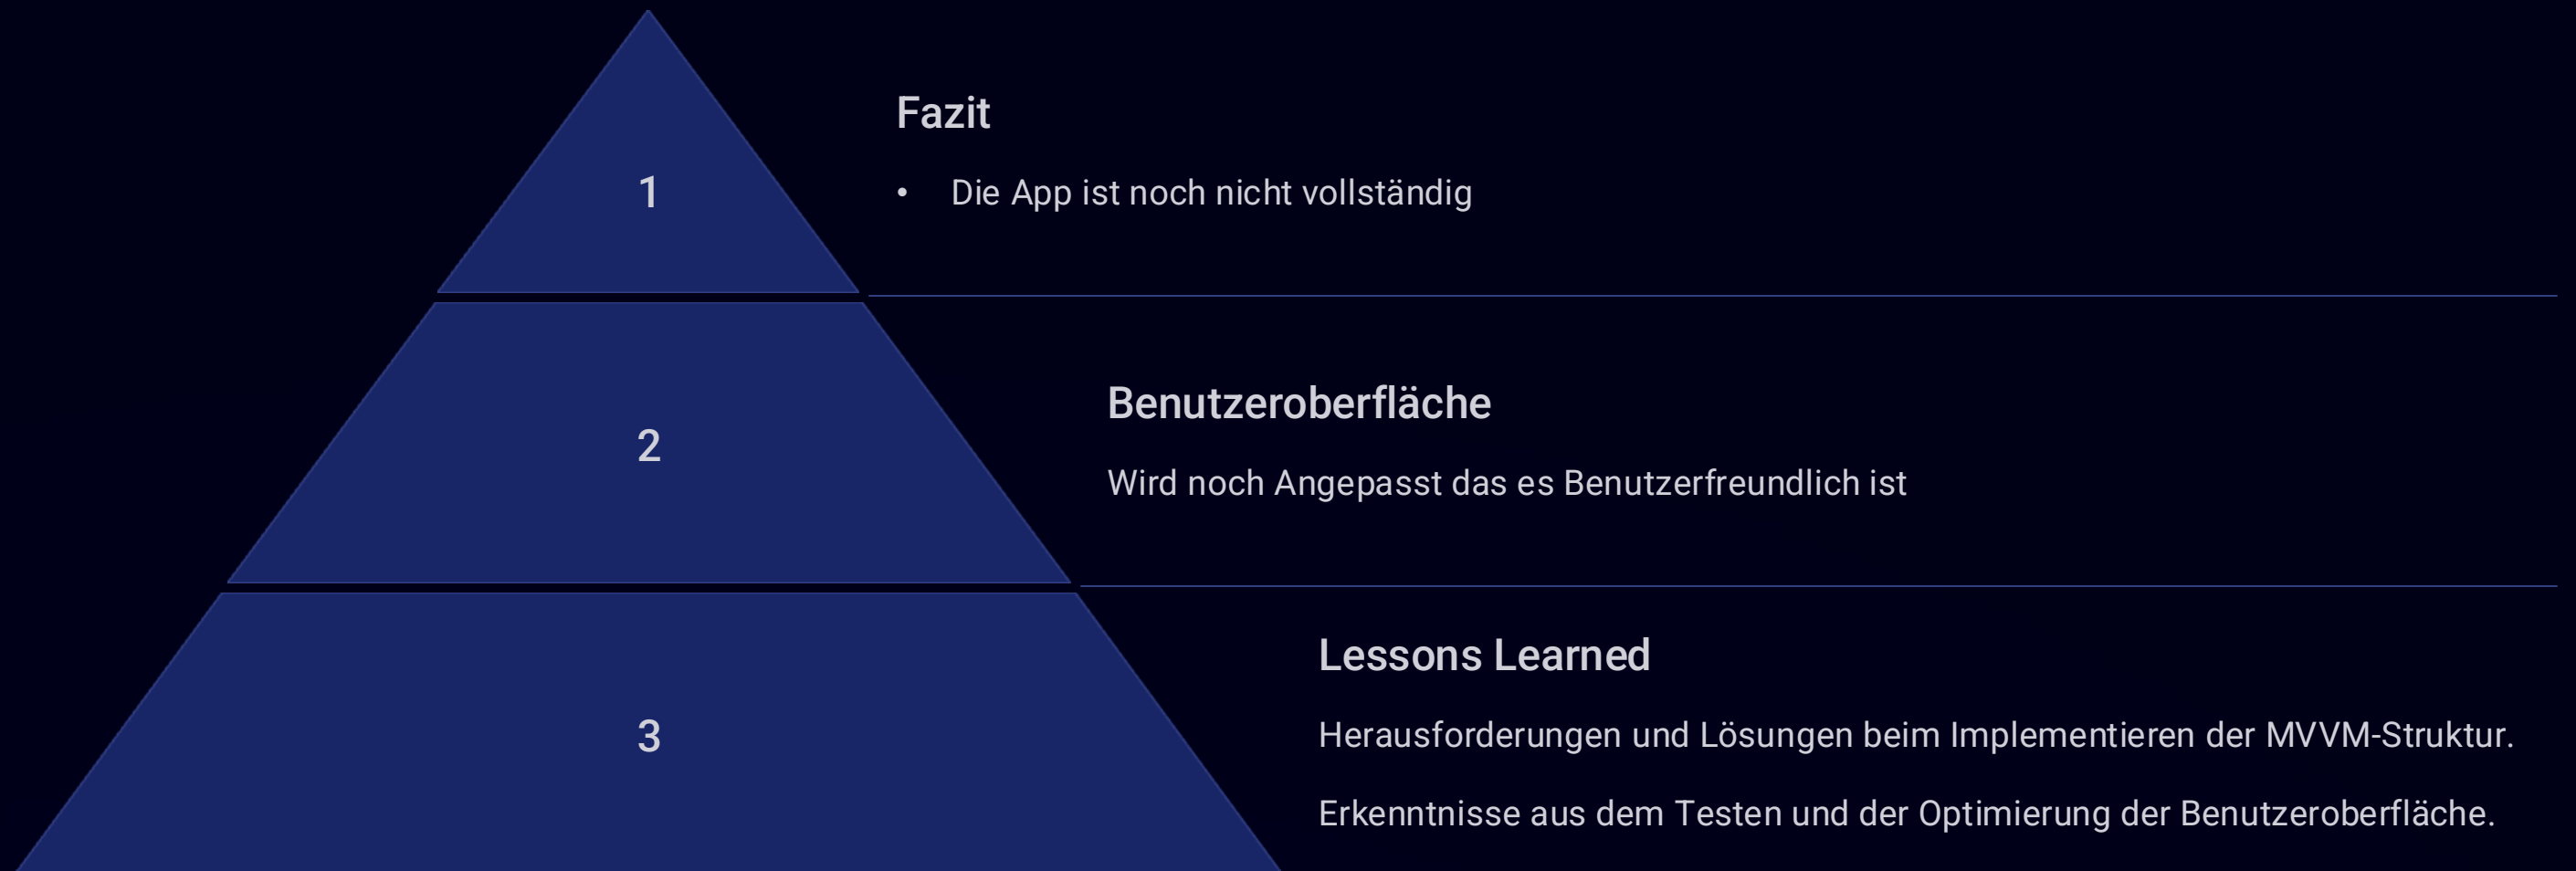 1
Fazit
• Die App ist noch nicht vollständig
2
Benutzeroberfläche
Wird noch Angepasst das es Benutzerfreundlich ist
3
Lessons Learned
Herausforderungen und Lösungen beim Implementieren der MVVM-Struktur.
Erkenntnisse aus dem Testen und der Optimierung der Benutzeroberfläche.